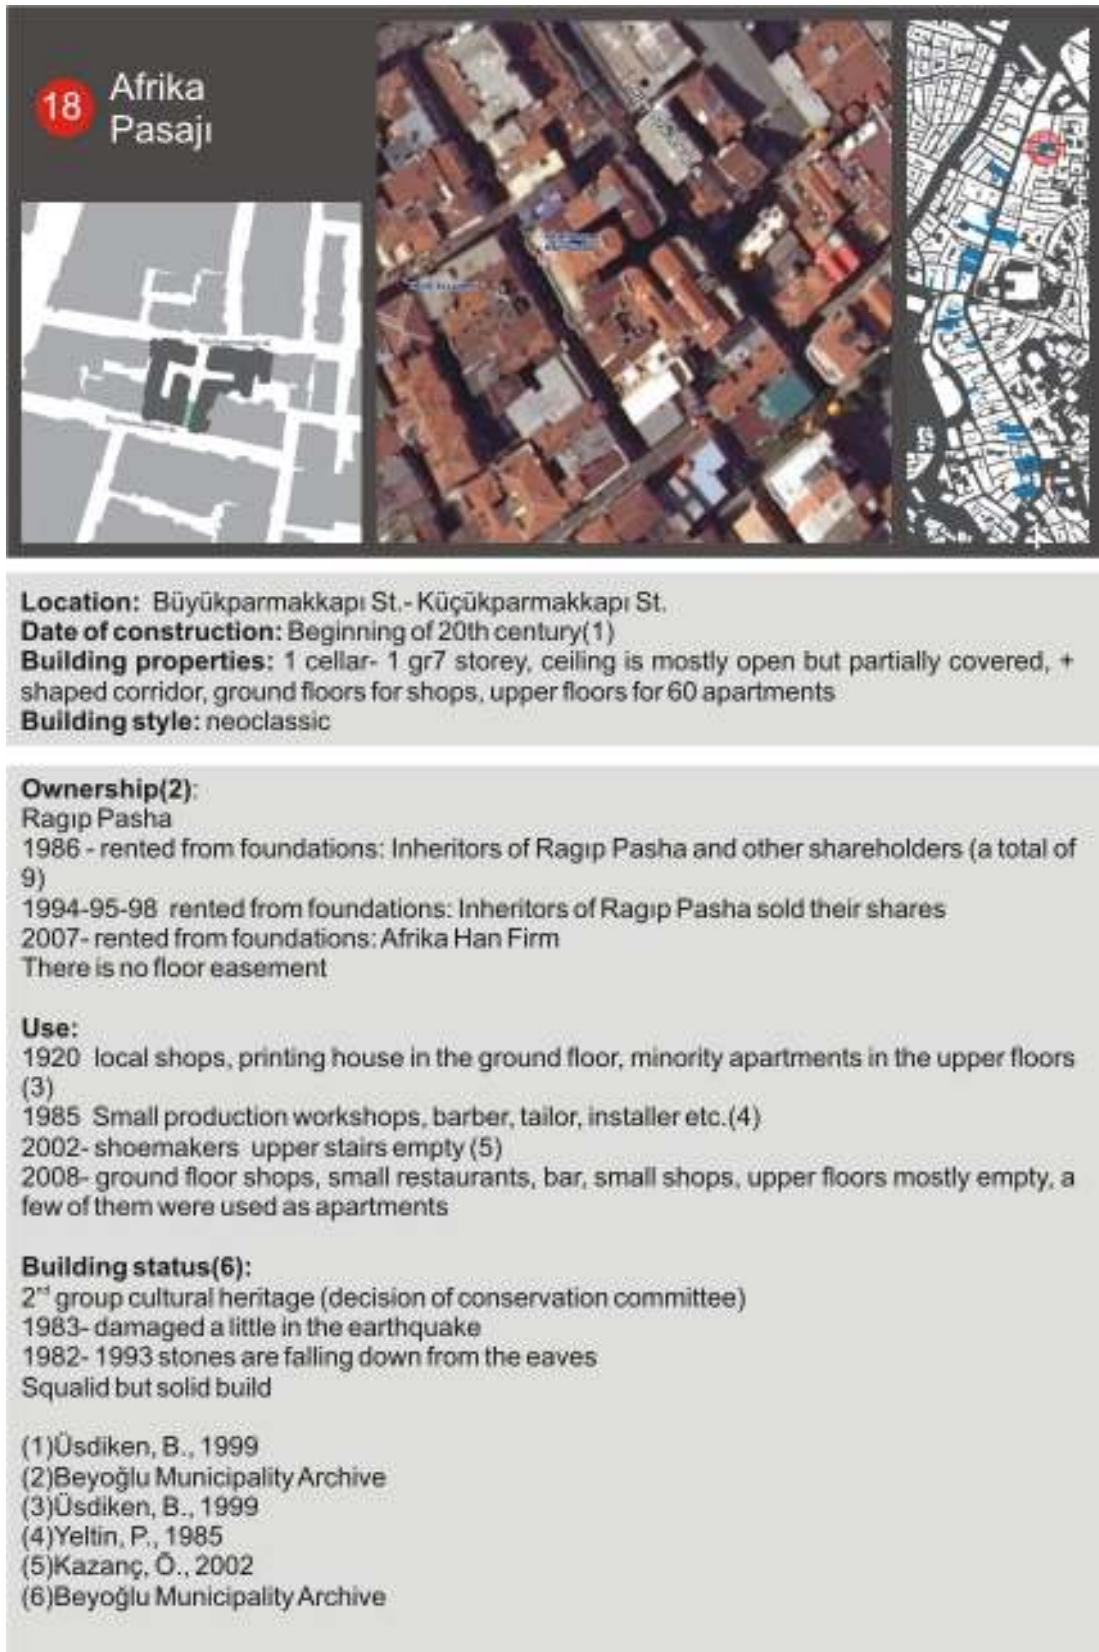 18
Afrika
Pasajı
Location: Büyükparmakkapı St.- Küçükparmakkapı St.
Date of construction: Beginning of 20th century(1)
Building properties: 1 cellar- 1 gr7 storey, ceiling is mostly open but partially covered, +
shaped corridor, ground floors for shops, upper floors for 60 apartments
Building style: neoclassic
Ownership(2):
Ragıp Pasha
1986 - rented from foundations: Inheritors of Ragıp Pasha and other shareholders (a total of
9)
1994-95-98 rented from foundations: Inheritors of Ragıp Pasha sold their shares
2007- rented from foundations: Afrika Han Firm
There is no floor easement
Use:
1920 local shops, printing house in the ground floor, minority apartments in the upper floors
(3)
1985 Small production workshops, barber, tailor, installer etc.(4)
2002- shoemakers upper stairs empty (5)
2008- ground floor shops, small restaurants, bar, small shops, upper floors mostly empty, a
few of them were used as apartments
Building status(6):
2nd group cultural heritage (decision of conservation committee)
1983- damaged a little in the earthquake
1982- 1993 stones are falling down from the eaves
Squalid but solid build
(1)Üsdiken, B., 1999
(2)Beyoğlu Municipality Archive
(3)Üsdiken, B., 1999
(4)Yeltin, P., 1985
(5)Kazanç, Ö., 2002
(6)Beyoğlu Municipality Archive